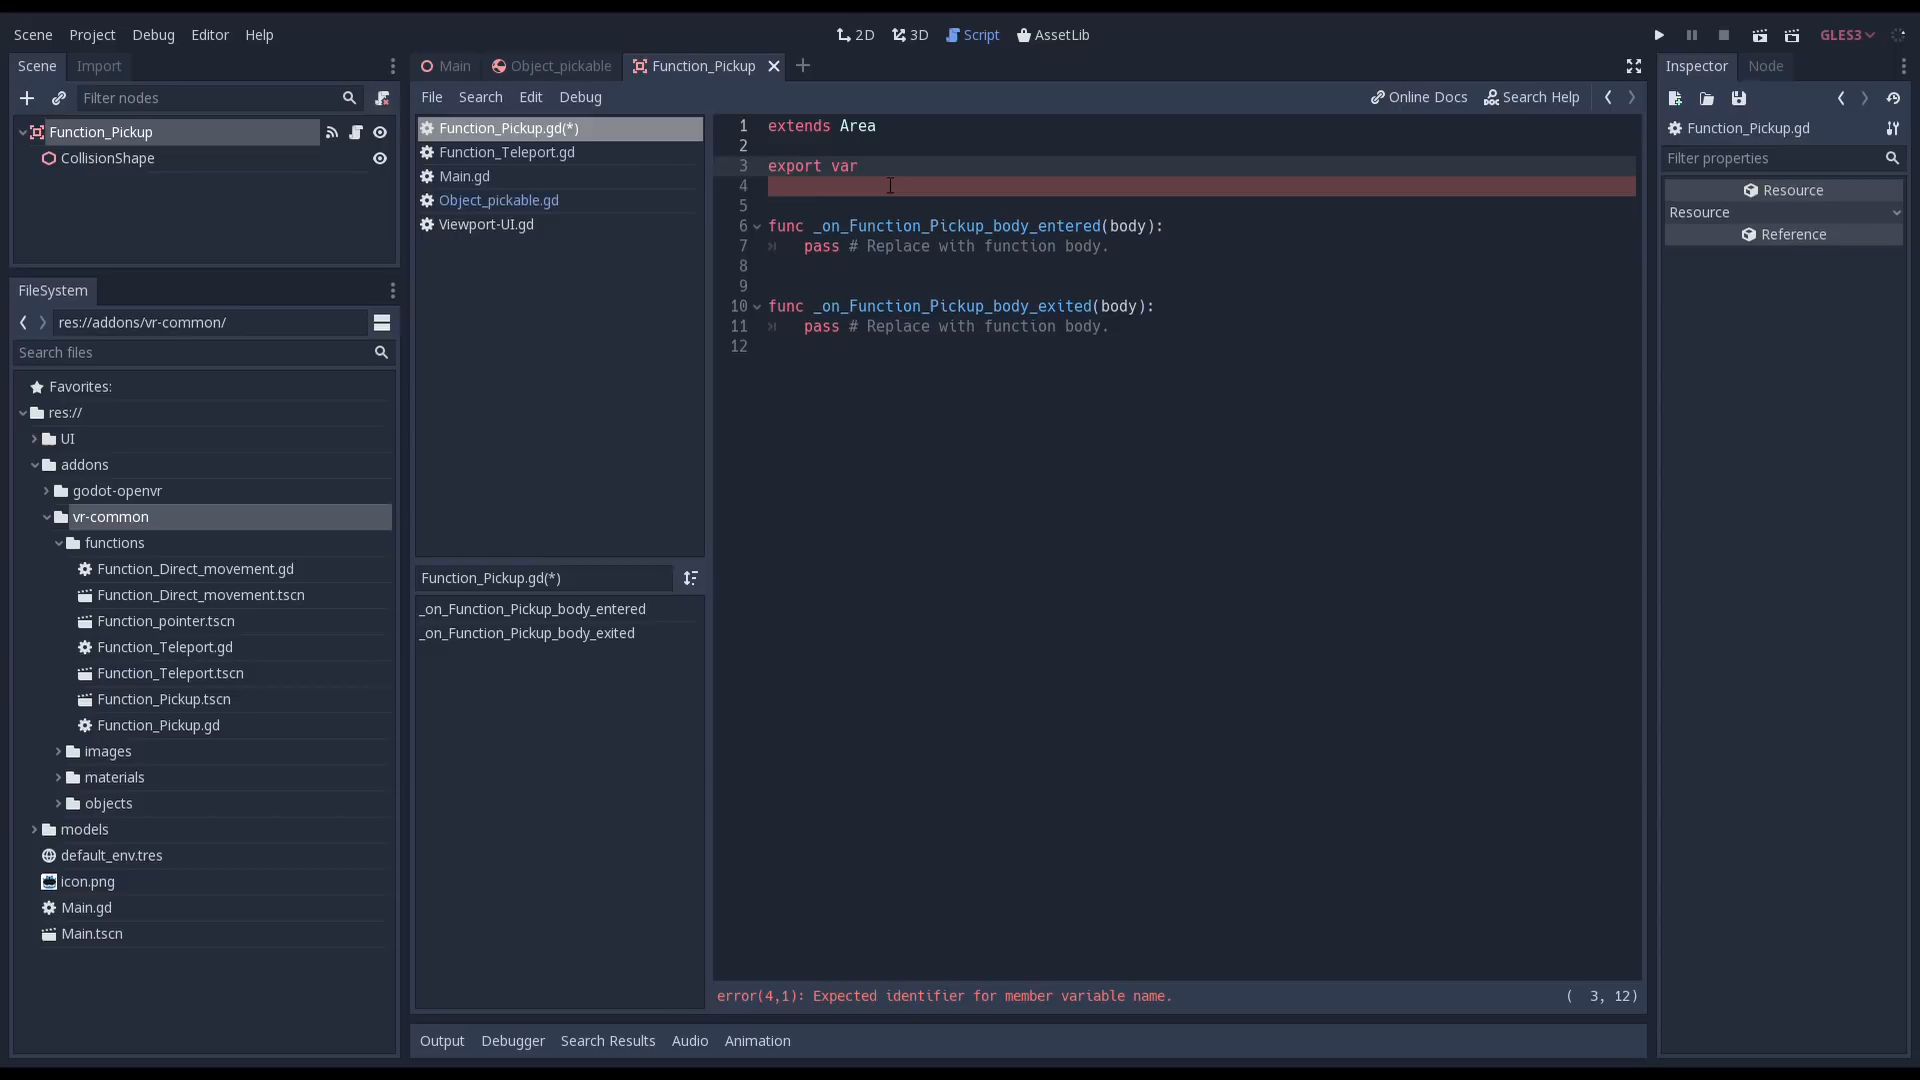 Scene Project Debug Editor Help
2D 3D Script AssetLib
GLES3
Scene Import
Filter nodes
Function_Pickup
CollisionShape
FileSystem
res://addons/vr-common/
Search files
Favorites:
res://
UI
addons
godot-openvr
vr-common
functions
Function_Direct_movement.gd
Function_Direct_movement.tscn
Function_pointer.tscn
Function_Teleport.gd
Function_Teleport.tscn
Function_Pickup.tscn
Function_Pickup.gd
images
materials
objects
models
default_env.tres
icon.png
Main.gd
Main.tscn
Main Object_pickable Function_Pickup
File Search Edit Debug
Online Docs Search Help
Function_Pickup.gd(*)
Function_Teleport.gd
Main.gd
Object_pickable.gd
Viewport-UI.gd
Function_Pickup.gd(*)
_on_Function_Pickup_body_entered
_on_Function_Pickup_body_exited
1 extends Area
2
3 export var
4
5
6 func _on_Function_Pickup_body_entered(body):
7 pass # Replace with function body.
8
9
10 func _on_Function_Pickup_body_exited(body):
11 pass # Replace with function body.
12
error(4,1): Expected identifier for member variable name.
( 3, 12)
Output Debugger Search Results Audio Animation
Inspector Node
Function_Pickup.gd
Filter properties
Resource
Resource
Reference